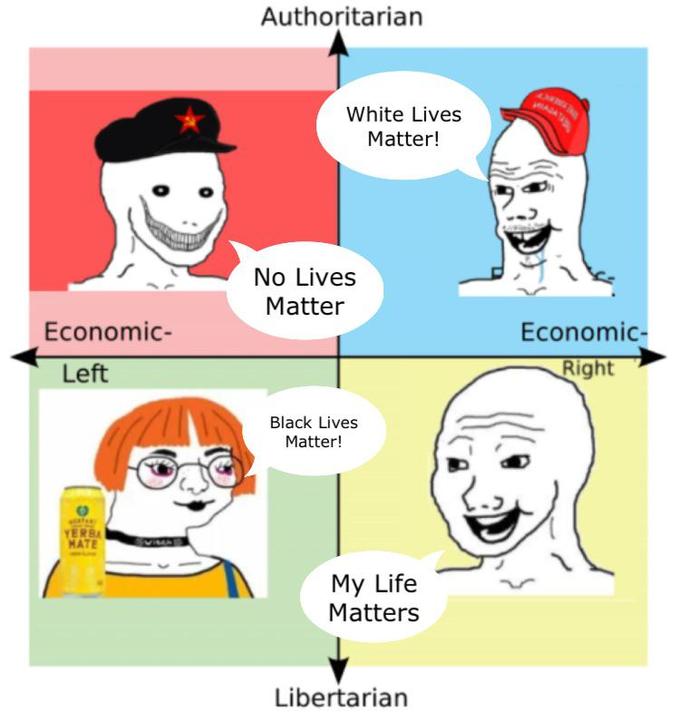 Authoritarian
White Lives
Matter!
No Lives
Matter
Economic-
Left
Economic-
Right
Black Lives
Matter!
YERBA
MATE
My Life
Matters
Libertarian